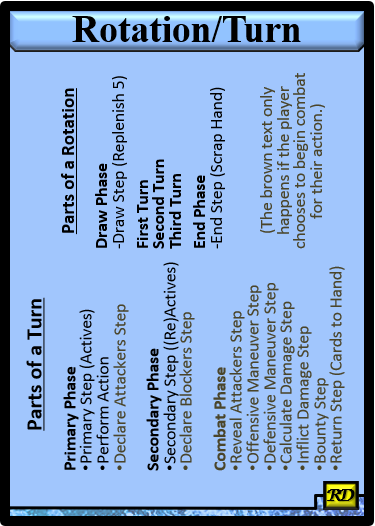 Rotation/Turn
Parts of a Turn
Primary Phase
•Primary Step (Actives)
•Perform Action
•Declare Attackers Step
Secondary Phase
•Secondary Step ((Re)Actives)
•Declare Blockers Step
Combat Phase
•Reveal Attackers Step
•Offensive Maneuver Step
•Defensive Maneuver Step
•Calculate Damage Step
•Inflict Damage Step
•Bounty Step
•Return Step (Cards to Hand)
Parts of a Rotation
Draw Phase
-Draw Step (Replenish 5)
First Turn
Second Turn
Third Turn
End Phase
-End Step (Scrap Hand)
(The brown text only
happens if the player
chooses to begin combat
for their action.)
RD